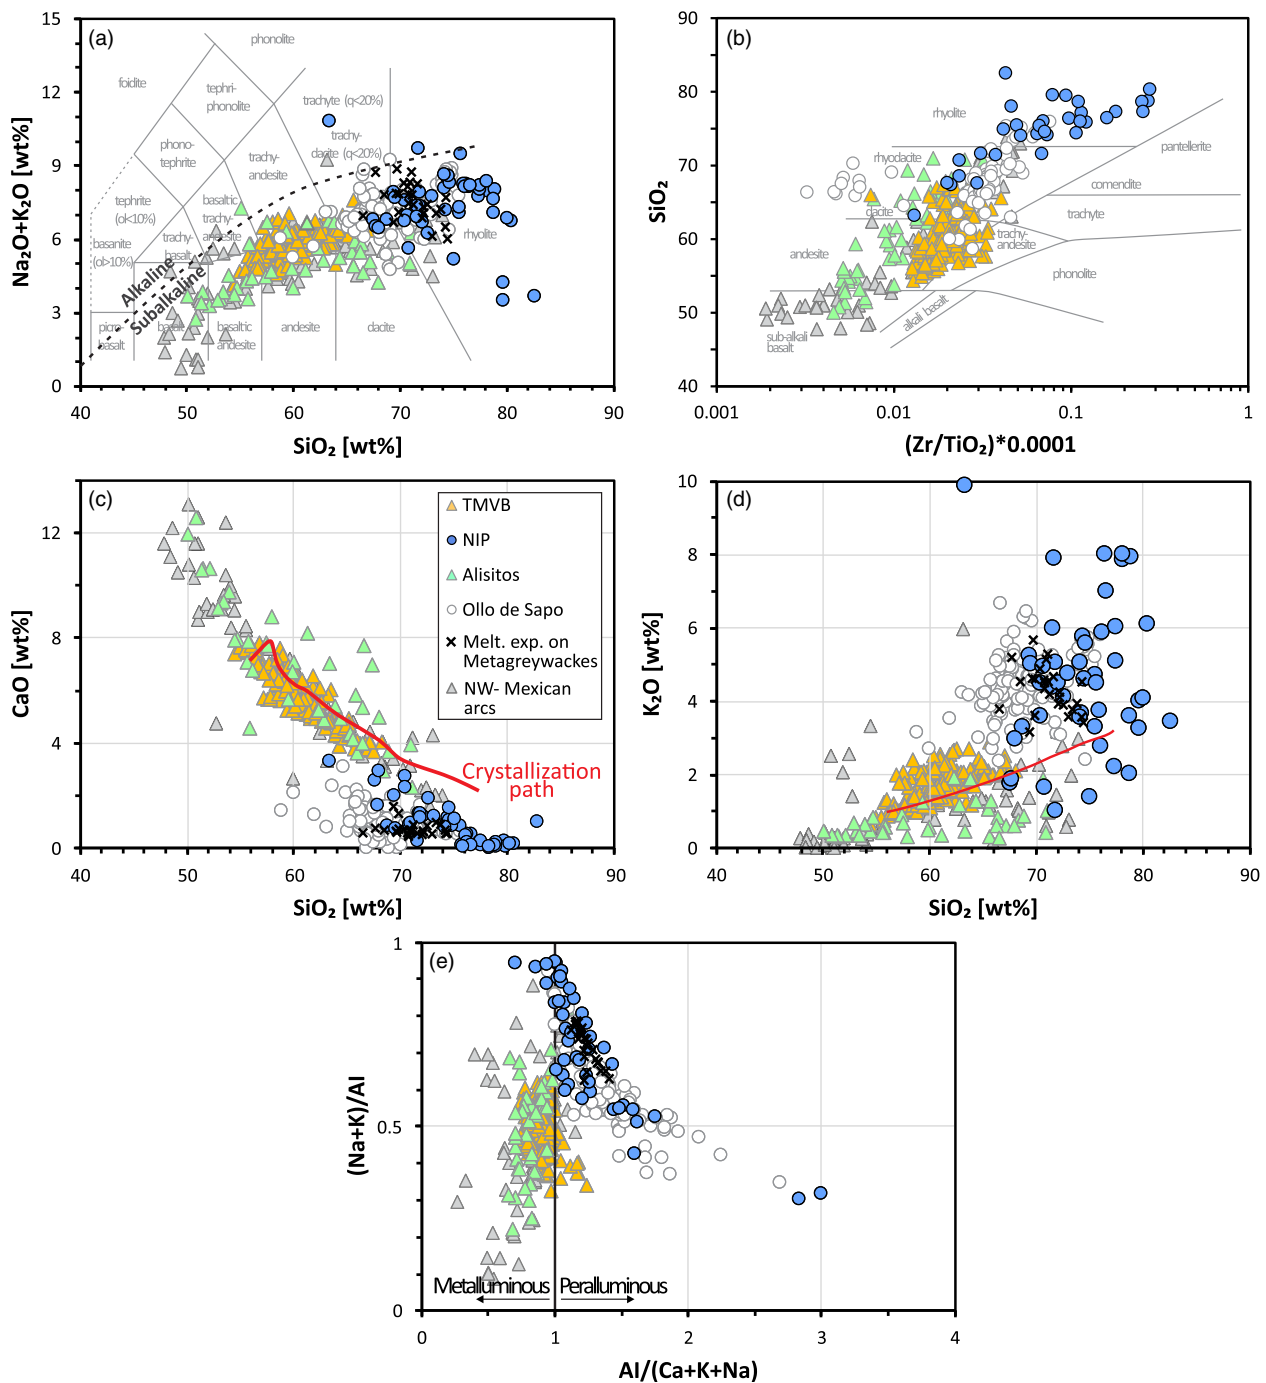 (a)
15
12
9
6
3
0
Na₂O+K₂O [wt%]
phonolite
foidite
tephri-
phonolite
trachyte (q<20%)
phono-
tephrite
trachy-
dacite (q<20%)
trachy-
andesite
tephrite
(ol<10%)
basaltic
trachy-
andesite
basanite
(ol>10%)
trachy-
basalt
rhyolite
Alkaline
Subalkaline
picro-
basalt
basalt
basaltic
andesite
andesite
dacite
40 50 60 70 80 90
SiO₂ [wt%]
(b)
90
80
70
60
50
40
SiO₂
rhyolite
pantellerite
rhyodacite
comendite
dacite
trachyte
trachy-
andesite
andesite
phonolite
alkali basalt
sub-alkali
basalt
0.001 0.01 0.1 1
(Zr/TiO₂)*0.0001
(c)
12
8
4
0
CaO [wt%]
TMVB
NIP
Alisitos
Ollo de Sapo
Melt. exp. on
Metagreywackes
NW- Mexican
arcs
Crystallization
path
40 50 60 70 80 90
SiO₂ [wt%]
(d)
10
8
6
4
2
0
K₂O [wt%]
40 50 60 70 80 90
SiO₂ [wt%]
(e)
1
0.5
0
(Na+K)/Al
Metalluminous
Peralluminous
0 1 2 3 4
Al/(Ca+K+Na)